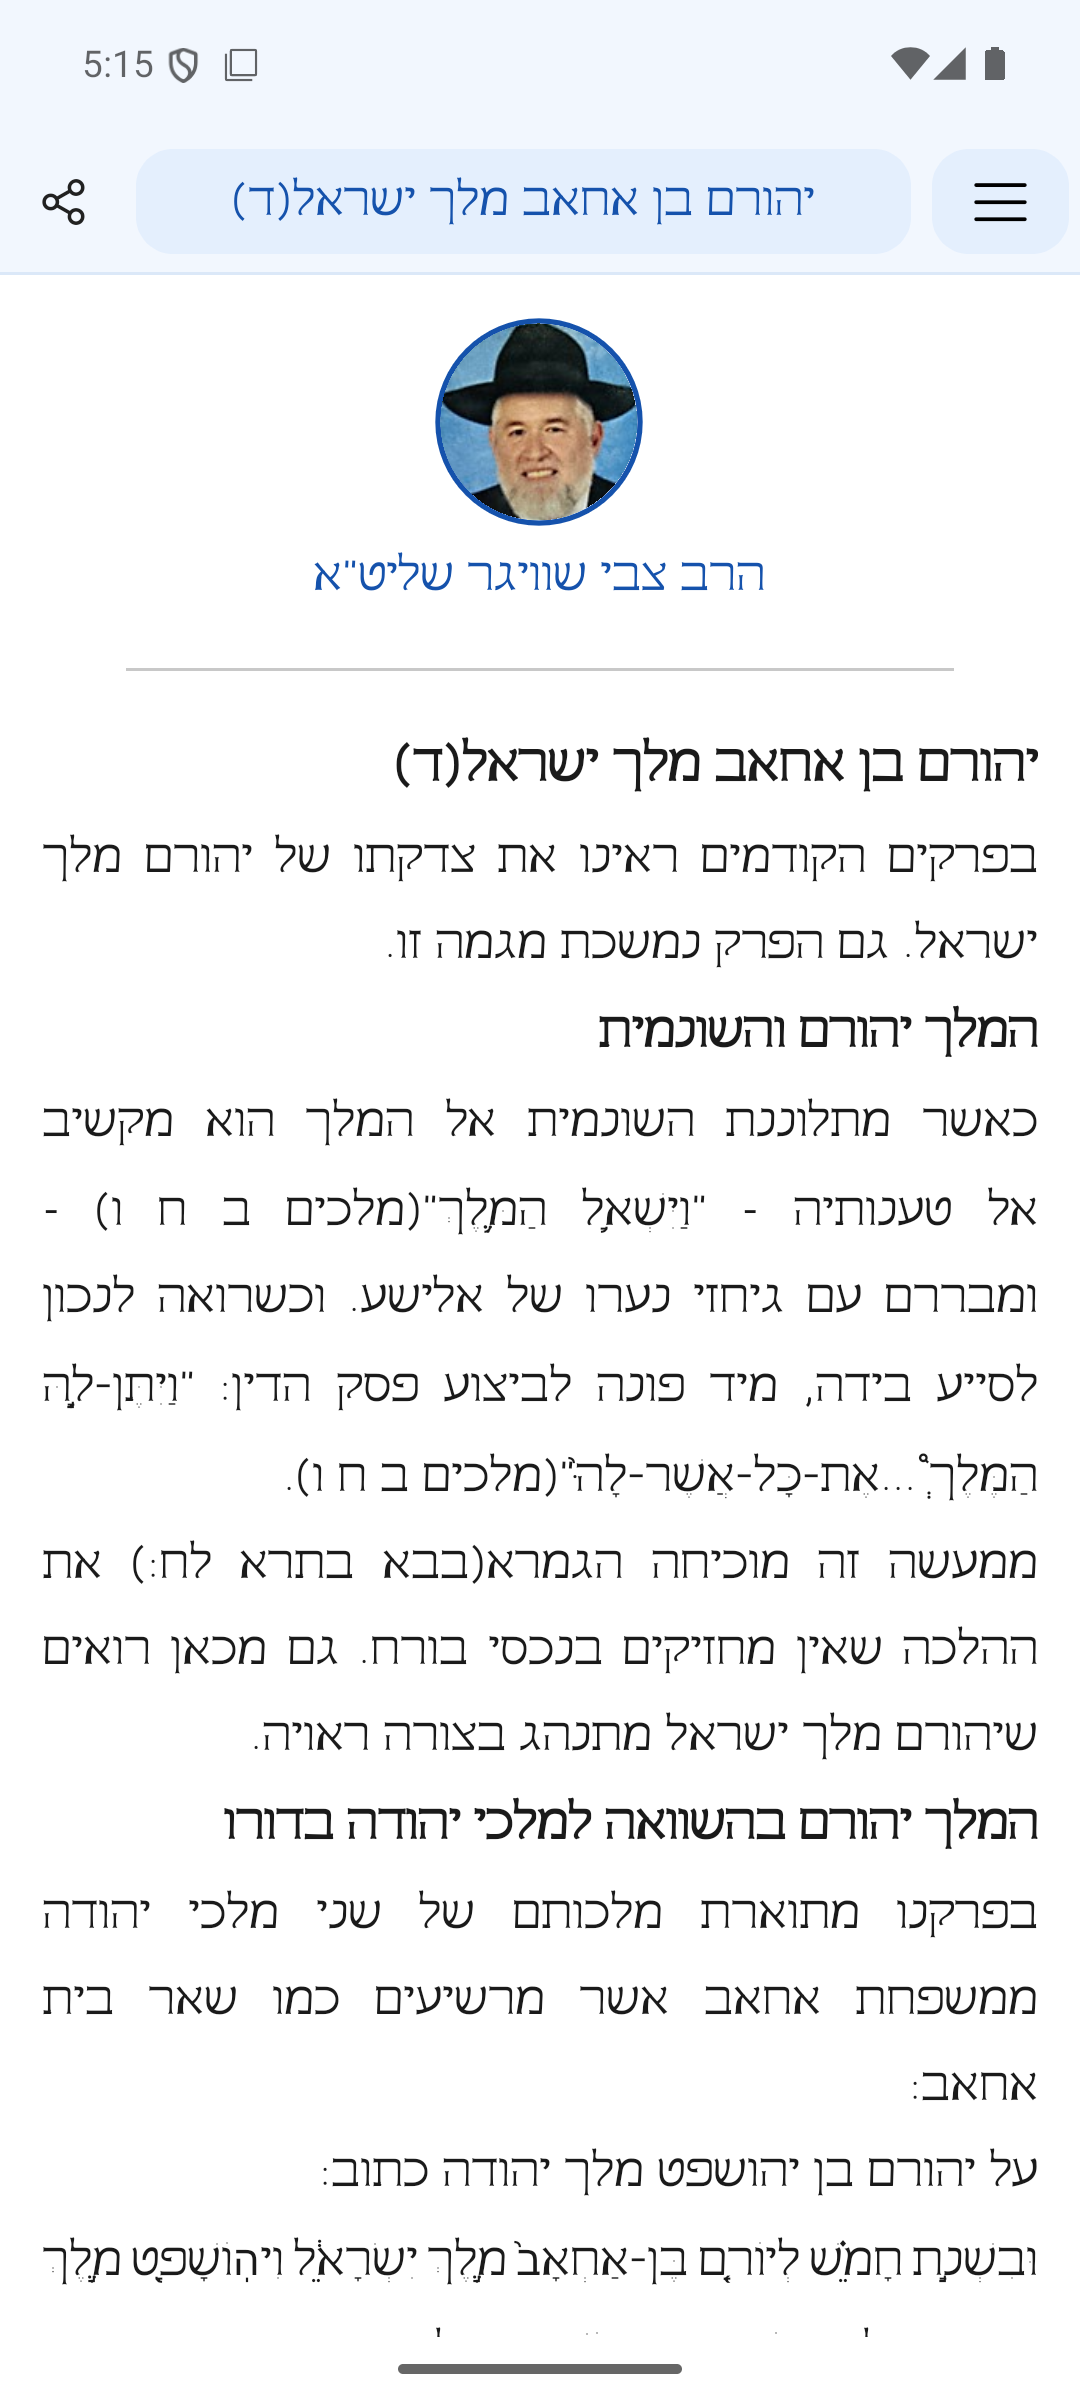 5:15
יהורם בן אחאב מלך ישראל(ד)
הרב צבי שוויגר שליט"א
יהורם בן אחאב מלך ישראל(ד)
בפרקים הקודמים ראינו את צדקתו של יהורם מלך
ישראל. גם הפרק נמשכת מגמה זו.
המלך יהורם והשונמית
כאשר מתלוננת השונמית אל המלך הוא מקשיב
אל טענותיה - "וַיִּשְׁאַ֥ל הַמֶּ֖לֶךְ"(מלכים ב ח ו) -
ומבררם עם גיחזי נערו של אלישע. וכשרואה לנכון
לסייע בידה, מיד פונה לביצוע פסק הדין: "וַיִּתֶּן-לָ֣הּ
הַמֶּלֶךְ֩...אֶת-כָּל-אֲשֶׁר-לָהּ֙"(מלכים ב ח ו).
ממעשה זה מוכיחה הגמרא(בבא בתרא לח:) את
ההלכה שאין מחזיקים בנכסי בורח. גם מכאן רואים
שיהורם מלך ישראל מתנהג בצורה ראויה.
המלך יהורם בהשוואה למלכי יהודה בדורו
בפרקנו מתוארת מלכותם של שני מלכי יהודה
ממשפחת אחאב אשר מרשיעים כמו שאר בית
אחאב:
על יהורם בן יהושפט מלך יהודה כתוב:
וּבִשְׁנַ֣ת חָמֵ֗שׁ לְיוֹרָ֤ם בֶּן-אַחְאָב֙ מֶ֣לֶךְ יִשְׂרָאֵ֔ל וִיהֽוֹשָׁפָ֖ט מֶ֣לֶךְ